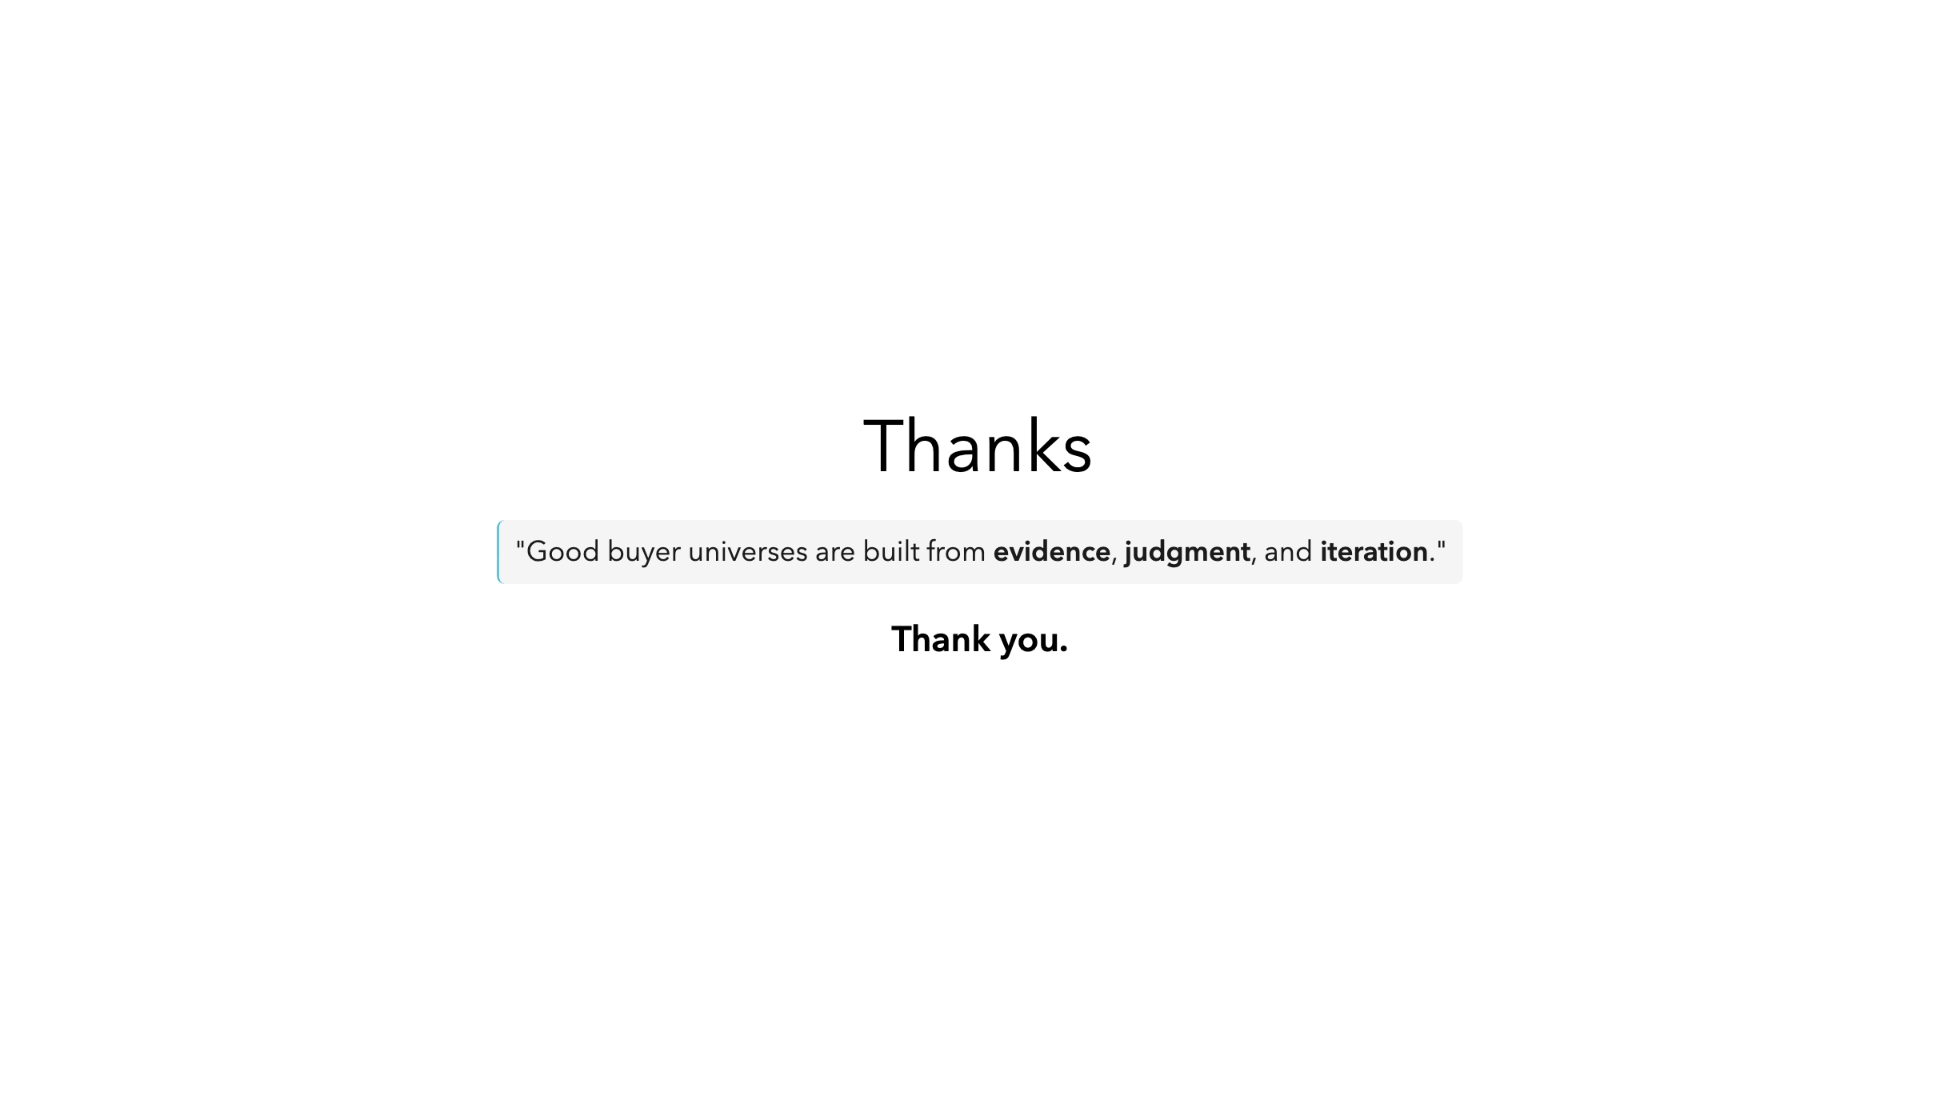 Thanks
"Good buyer universes are built from evidence, judgment, and iteration."
Thank you.